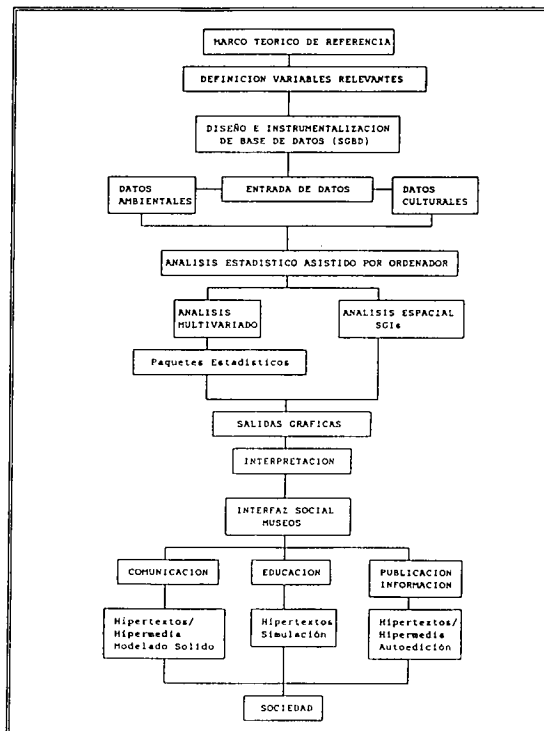 MARCO TEORICO DE REFERENCIA
DEFINICION VARIABLES RELEVANTES
DISEÑO E INSTRUMENTALIZACION
DE BASE DE DATOS (SGBD)
DATOS
AMBIENTALES
ENTRADA DE DATOS
DATOS
CULTURALES
ANALISIS ESTADISTICO ASISTIDO POR ORDENADOR
ANALISIS
MULTIVARIADO
ANALISIS ESPACIAL
SGIs
Paquetes Estadísticos
SALIDAS GRAFICAS
INTERPRETACION
INTERFAZ SOCIAL
MUSEOS
COMUNICACION
EDUCACION
PUBLICACION
INFORMACION
Hipertextos/
Hipermedia
Modelado Solido
Hipertextos
Simulación
Hipertextos/
Hipermedia
Autoedición
SOCIEDAD